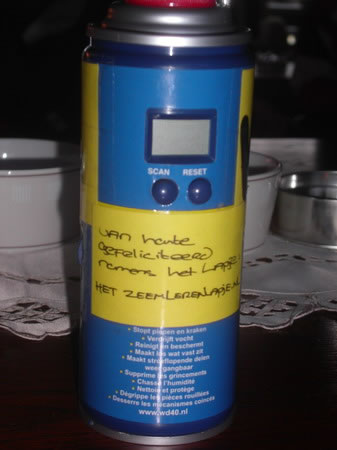 SCAN RESET
van harte
gefeliciteerd
namens het Lapje!
HET ZEEMLERENLAPJE.NL
• Stopt piepen en kraken
• Verdrijft vocht
• Reinigt en beschermt
• Maakt los wat vast zit
• Maakt stroeflopende delen
weer gangbaar
• Supprime les grincements
• Chasse l'humidité
• Nettoie et protège
• Dégrippe les pièces rouillées
• Desserre les mécanismes coincés
www.wd40.nl